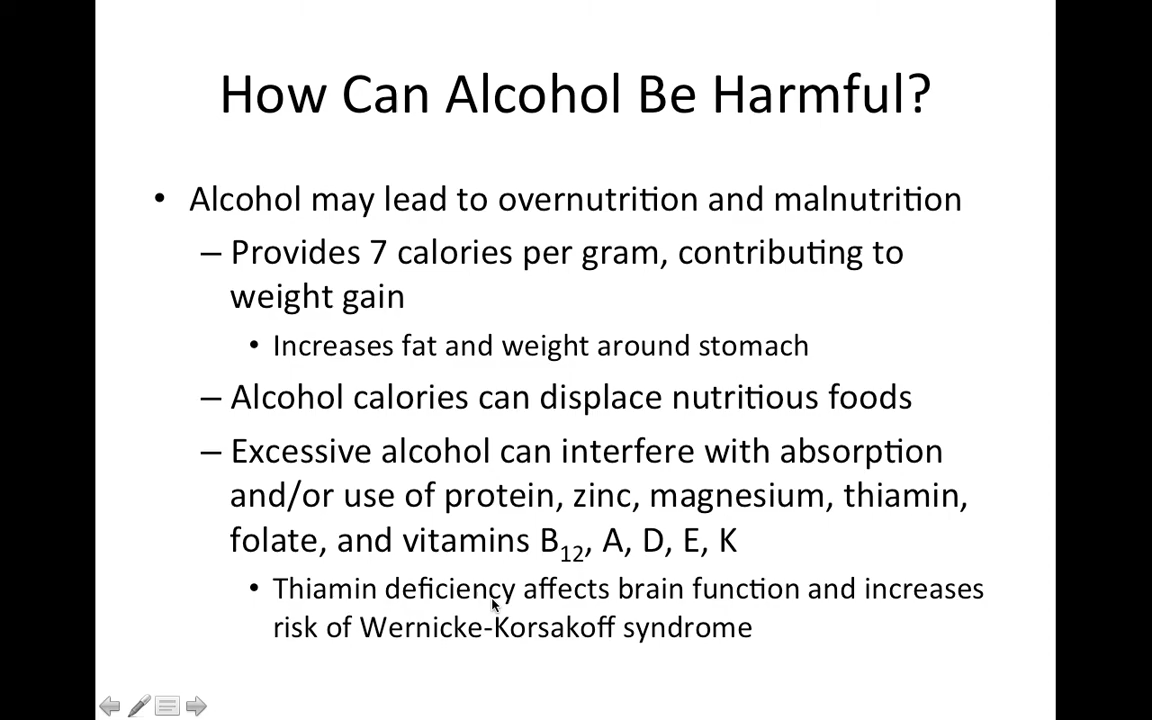 How Can Alcohol Be Harmful?
• Alcohol may lead to overnutrition and malnutrition
– Provides 7 calories per gram, contributing to
weight gain
• Increases fat and weight around stomach
– Alcohol calories can displace nutritious foods
– Excessive alcohol can interfere with absorption
and/or use of protein, zinc, magnesium, thiamin,
folate, and vitamins B12, A, D, E, K
• Thiamin deficiency affects brain function and increases
risk of Wernicke-Korsakoff syndrome